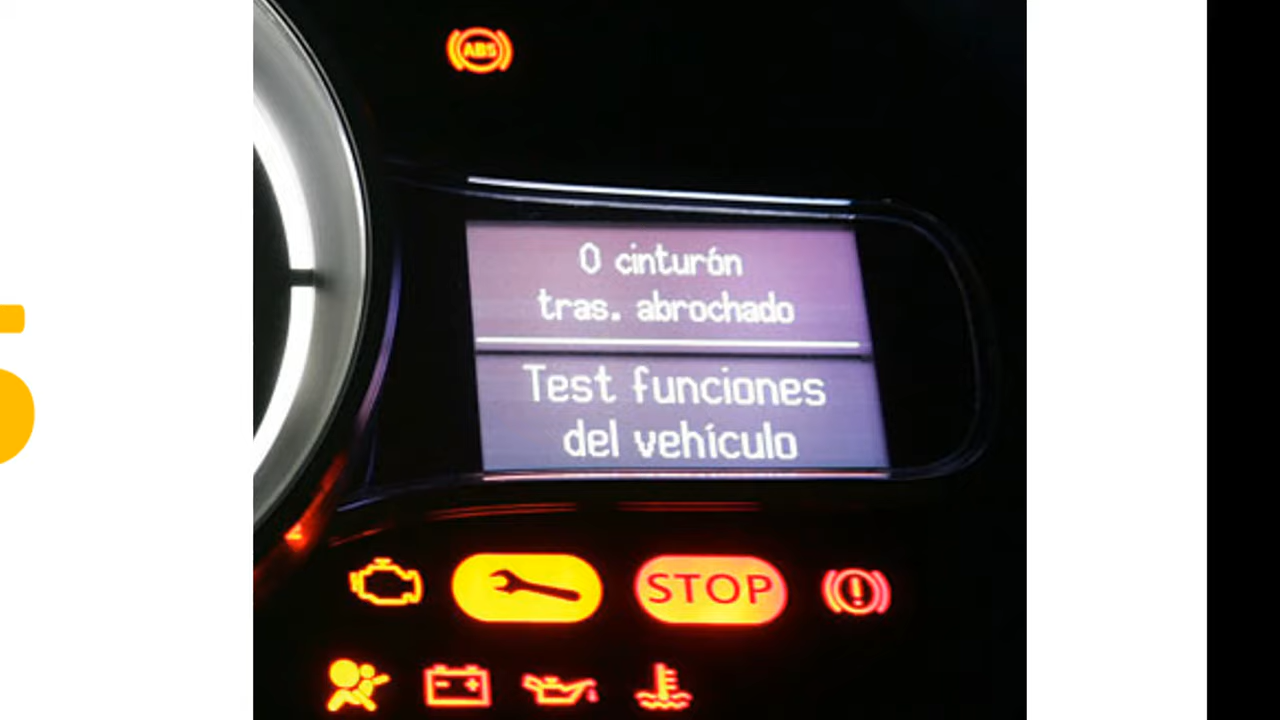 ABS
0 cinturón
tras. abrochado
Test funciones
del vehículo
STOP